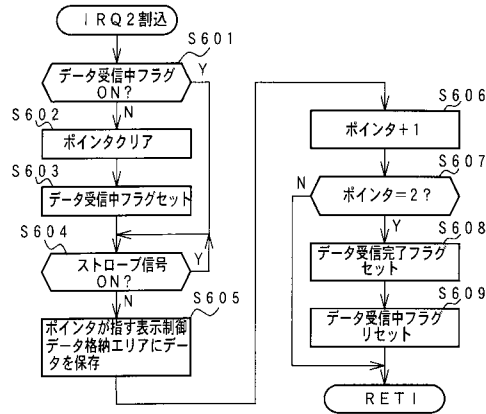 IRQ2割込
S601
データ受信中フラグ
ON?
Y
N
S602
ポインタクリア
S603
データ受信中フラグセット
S604
ストローブ信号
ON?
Y
N
S605
ポインタが指す表示制御
データ格納エリアにデー
タを保存
S606
ポインタ+1
S607
ポインタ=2?
N
Y
S608
データ受信完了フラグ
セット
S609
データ受信中フラグ
リセット
RETI